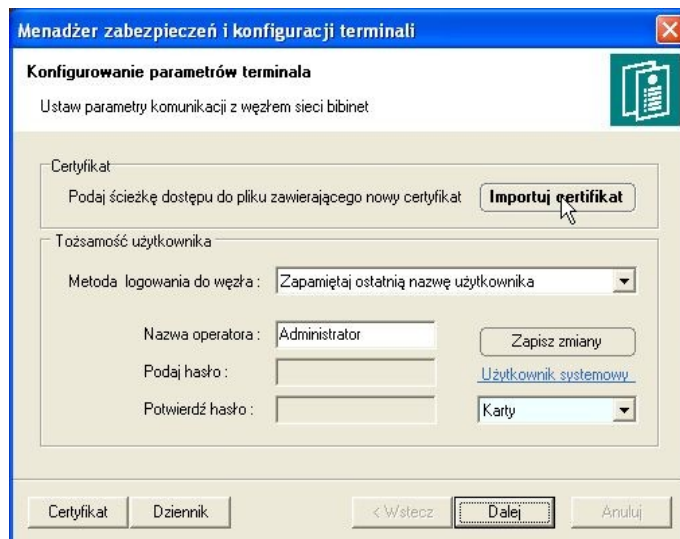 Menadżer zabezpieczeń i konfiguracji terminali
Konfigurowanie parametrów terminala
Ustaw parametry komunikacji z węzłem sieci bibinet
Certyfikat
Podaj ścieżkę dostępu do pliku zawierającego nowy certyfikat
Importuj certifikat
Tożsamość użytkownika
Metoda logowania do węzła :
Zapamiętaj ostatnią nazwę użytkownika
Nazwa operatora :
Administrator
Zapisz zmiany
Podaj hasło :
Użytkownik systemowy
Potwierdź hasło :
Karty
Certyfikat
Dziennik
< Wstecz
Dalej
Anuluj